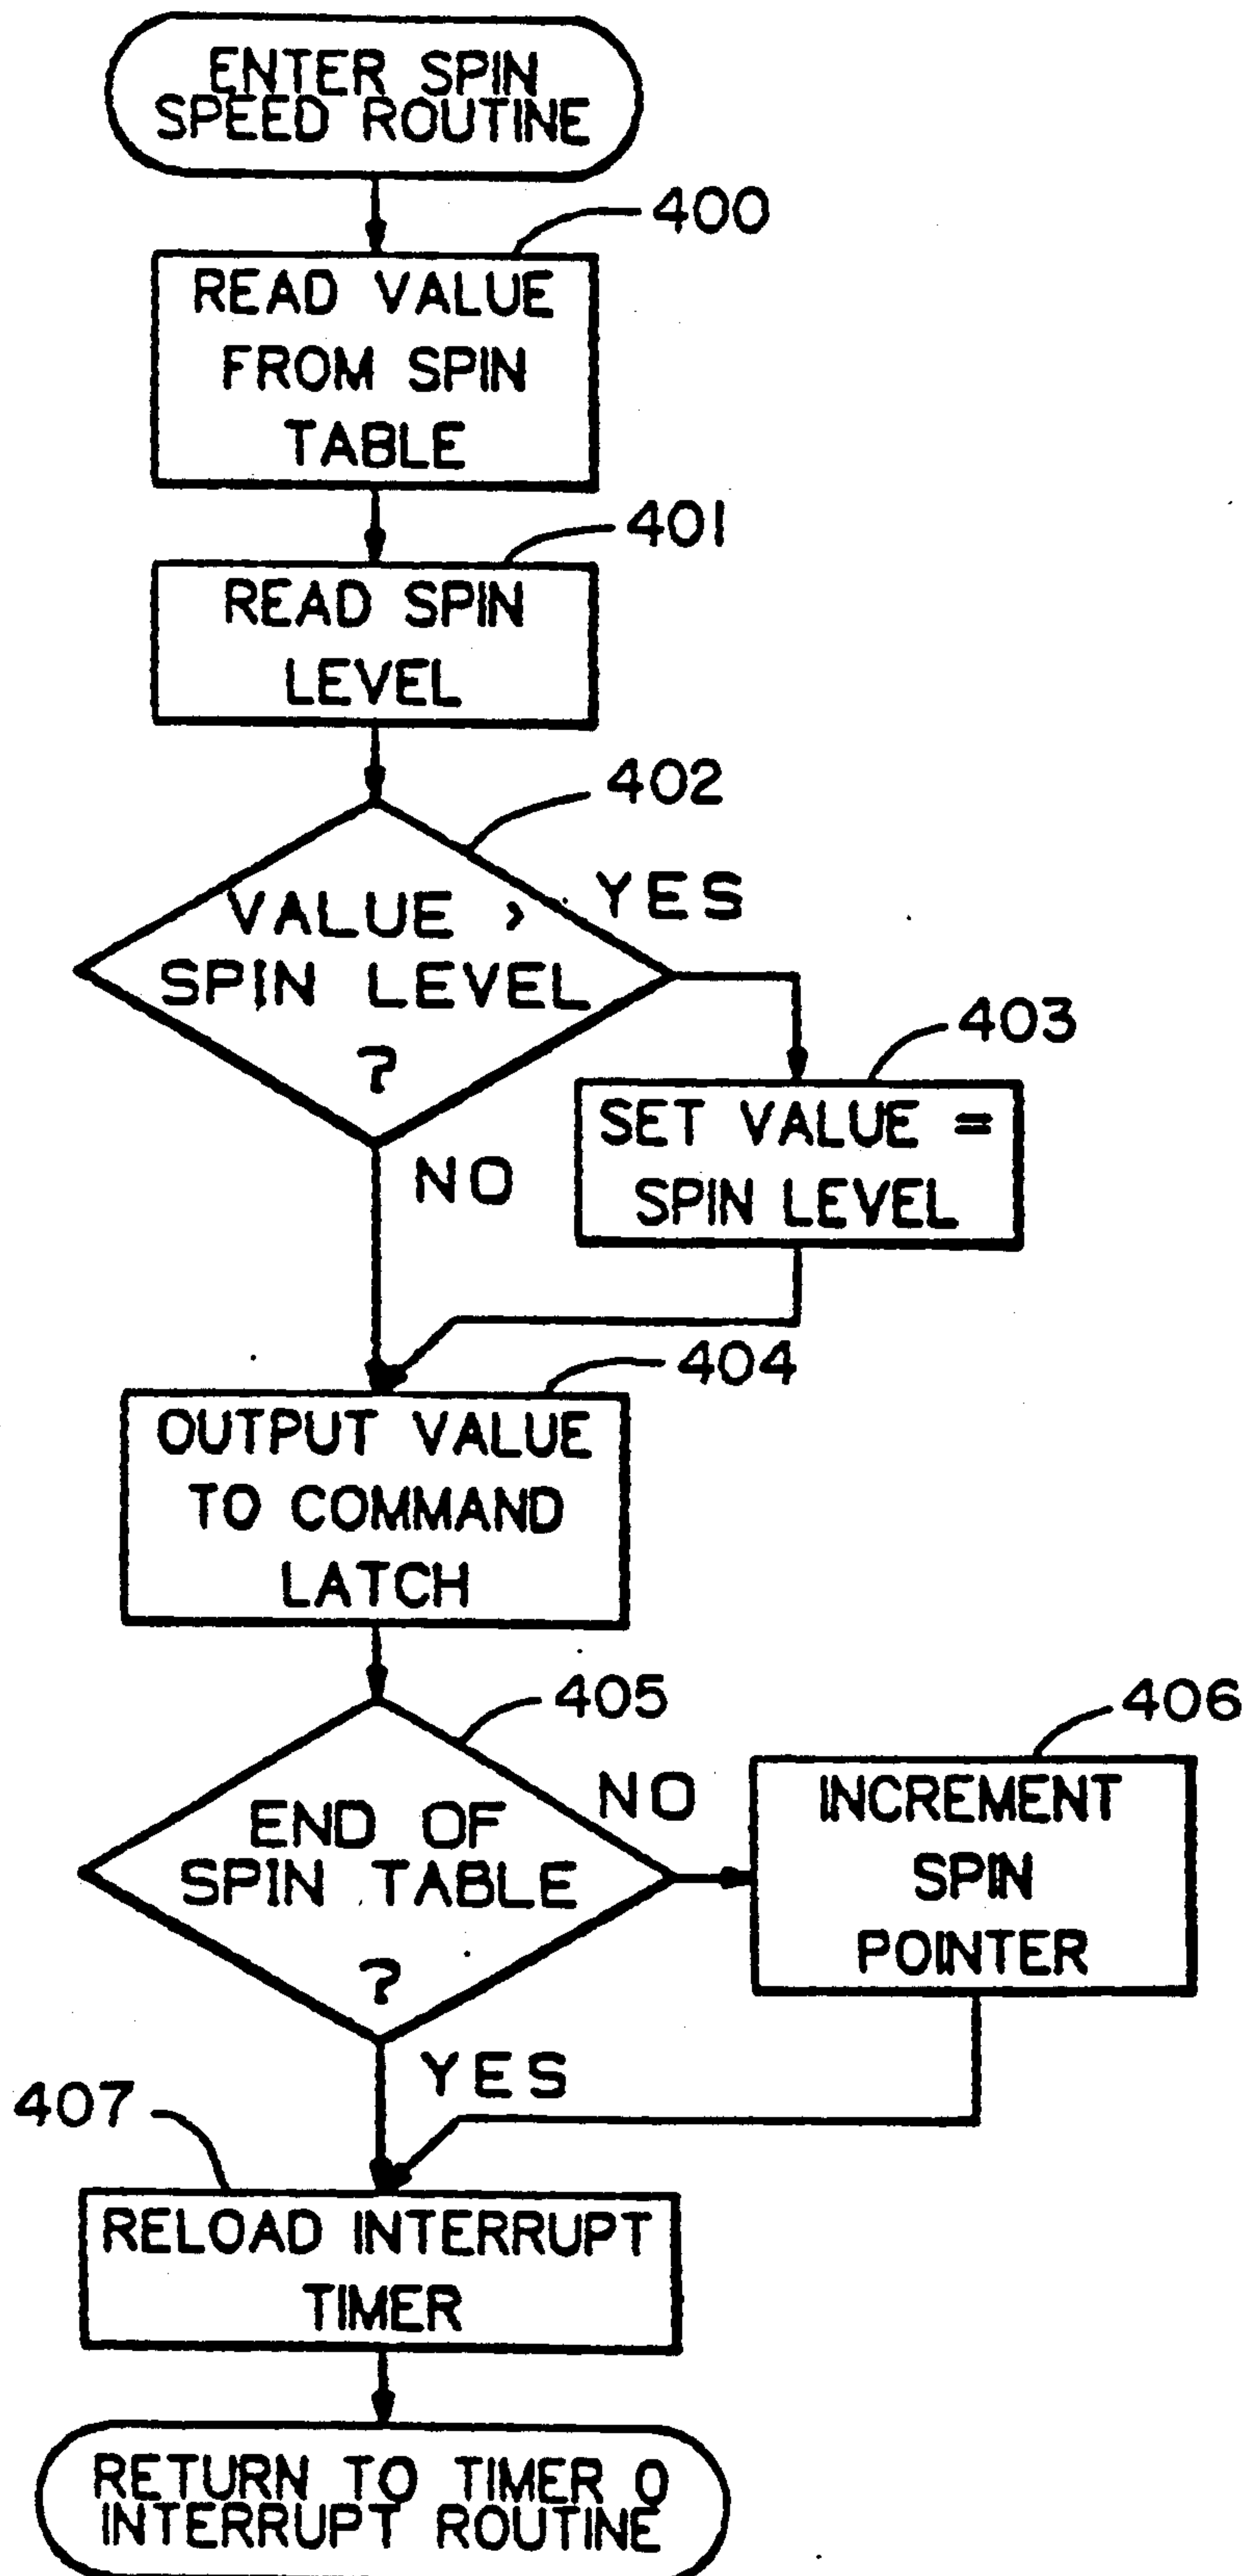 ENTER SPIN
SPEED ROUTINE
400
READ VALUE
FROM SPIN
TABLE
401
READ SPIN
LEVEL
402
VALUE >
SPIN LEVEL
?
YES
NO
403
SET VALUE =
SPIN LEVEL
404
OUTPUT VALUE
TO COMMAND
LATCH
405
END OF
SPIN TABLE
?
NO
YES
406
INCREMENT
SPIN
POINTER
407
RELOAD INTERRUPT
TIMER
RETURN TO TIMER 0
INTERRUPT ROUTINE